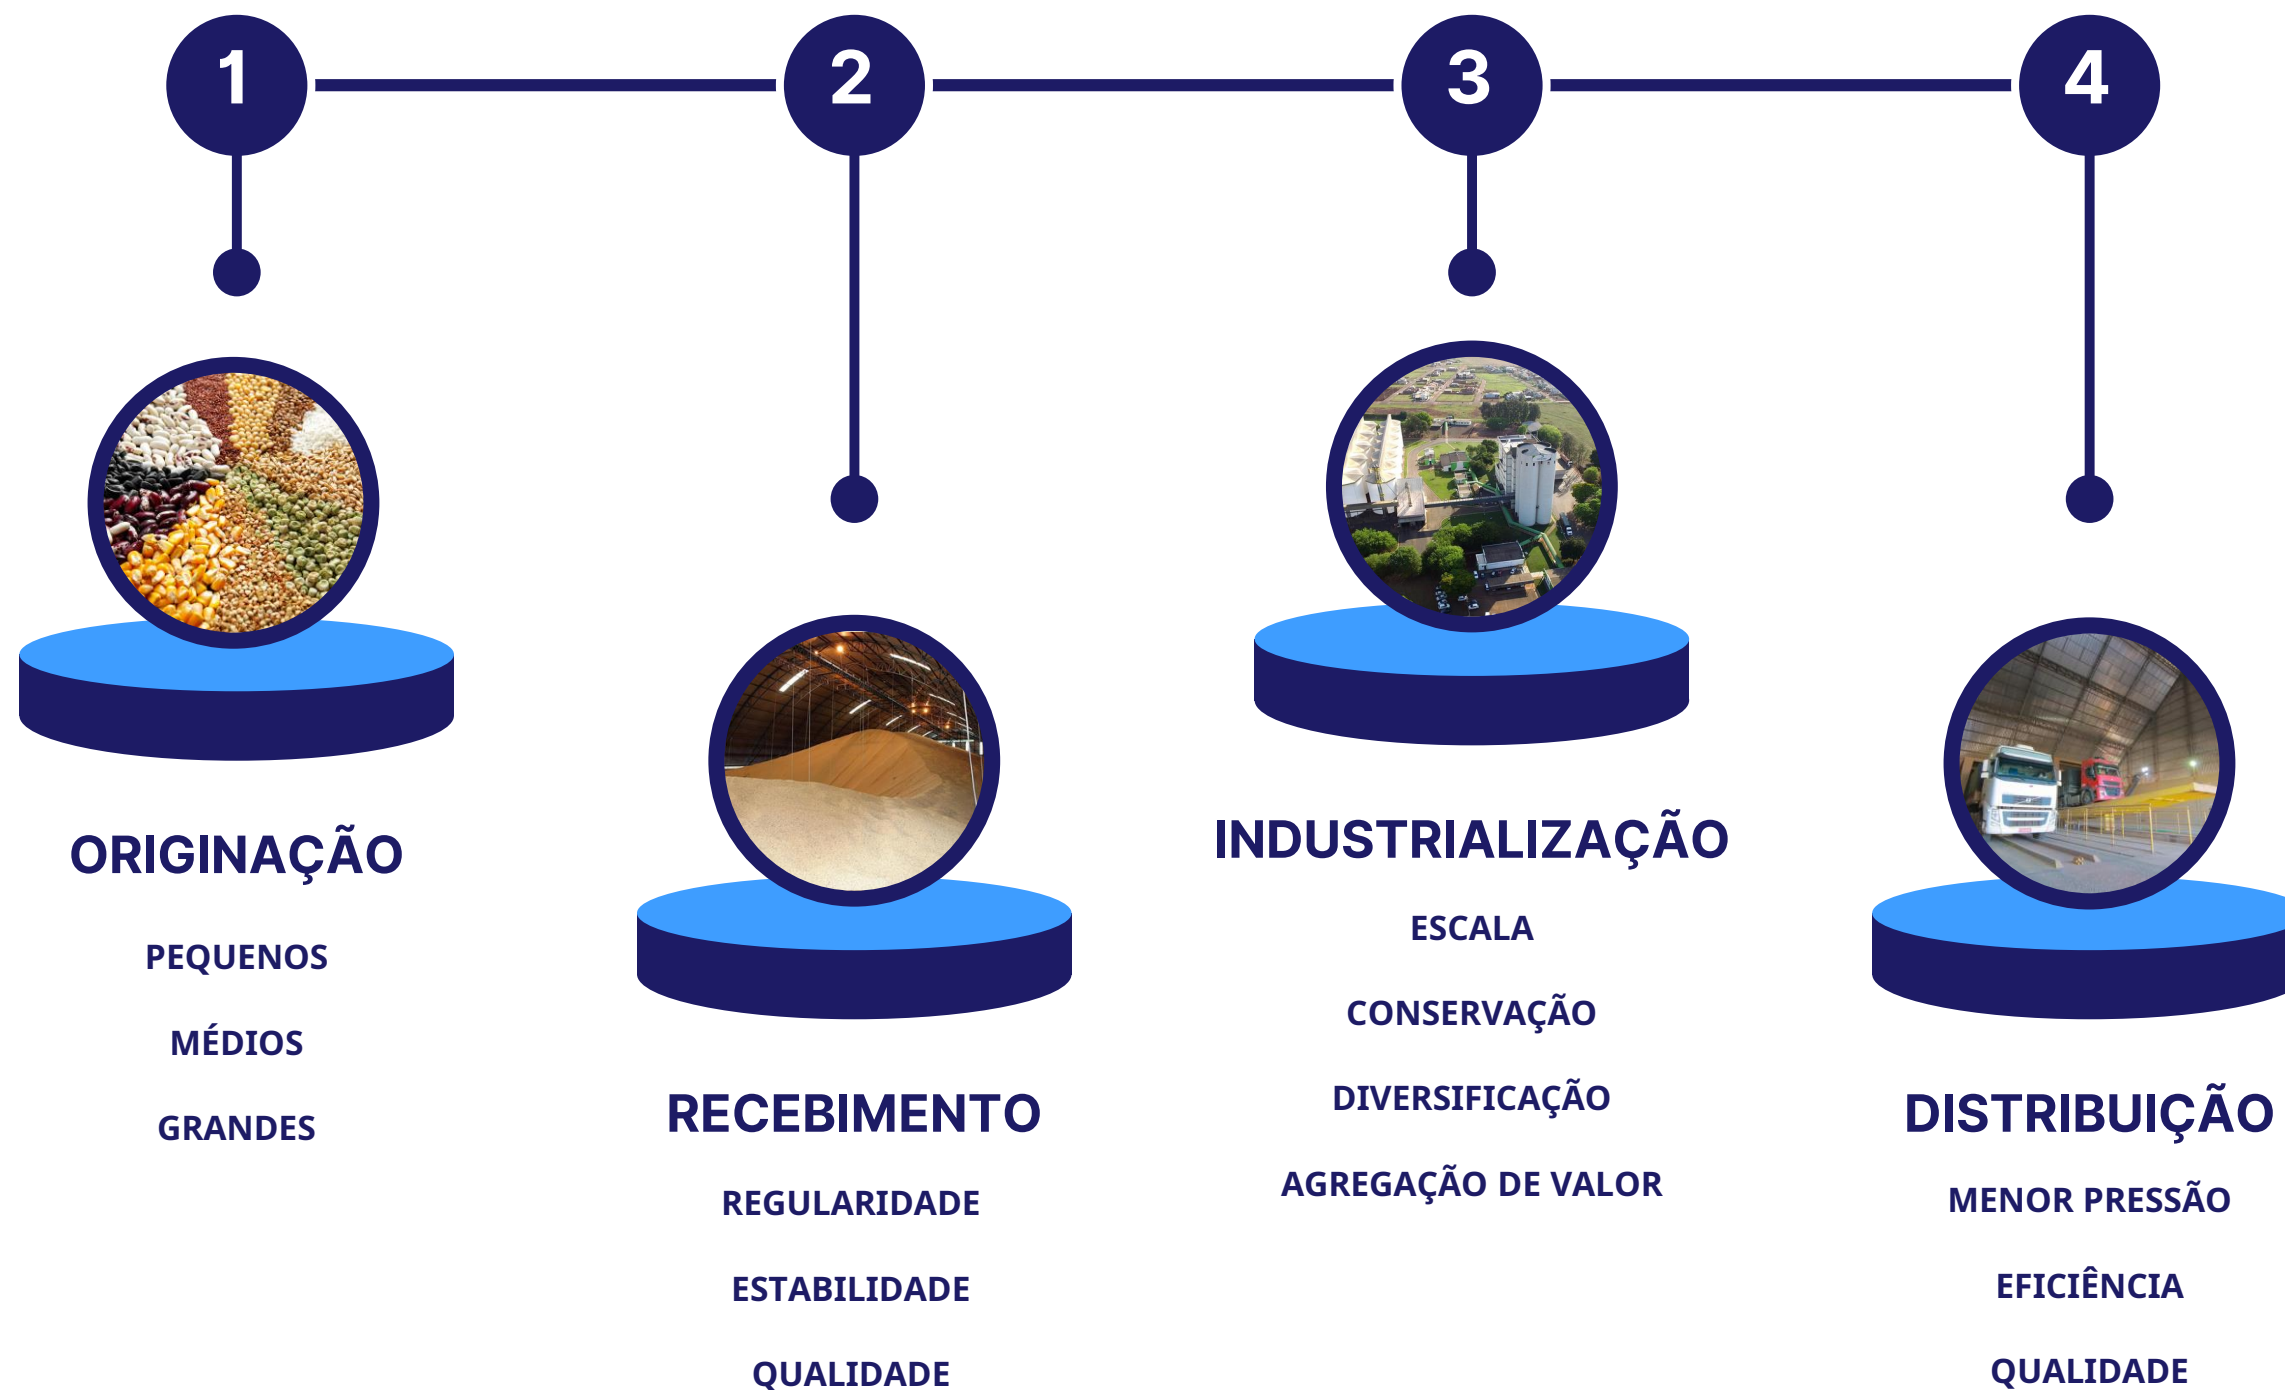 1
2
3
4
ORIGINAÇÃO
PEQUENOS
MÉDIOS
GRANDES
RECEBIMENTO
REGULARIDADE
ESTABILIDADE
QUALIDADE
INDUSTRIALIZAÇÃO
ESCALA
CONSERVAÇÃO
DIVERSIFICAÇÃO
AGREGAÇÃO DE VALOR
DISTRIBUIÇÃO
MENOR PRESSÃO
EFICIÊNCIA
QUALIDADE